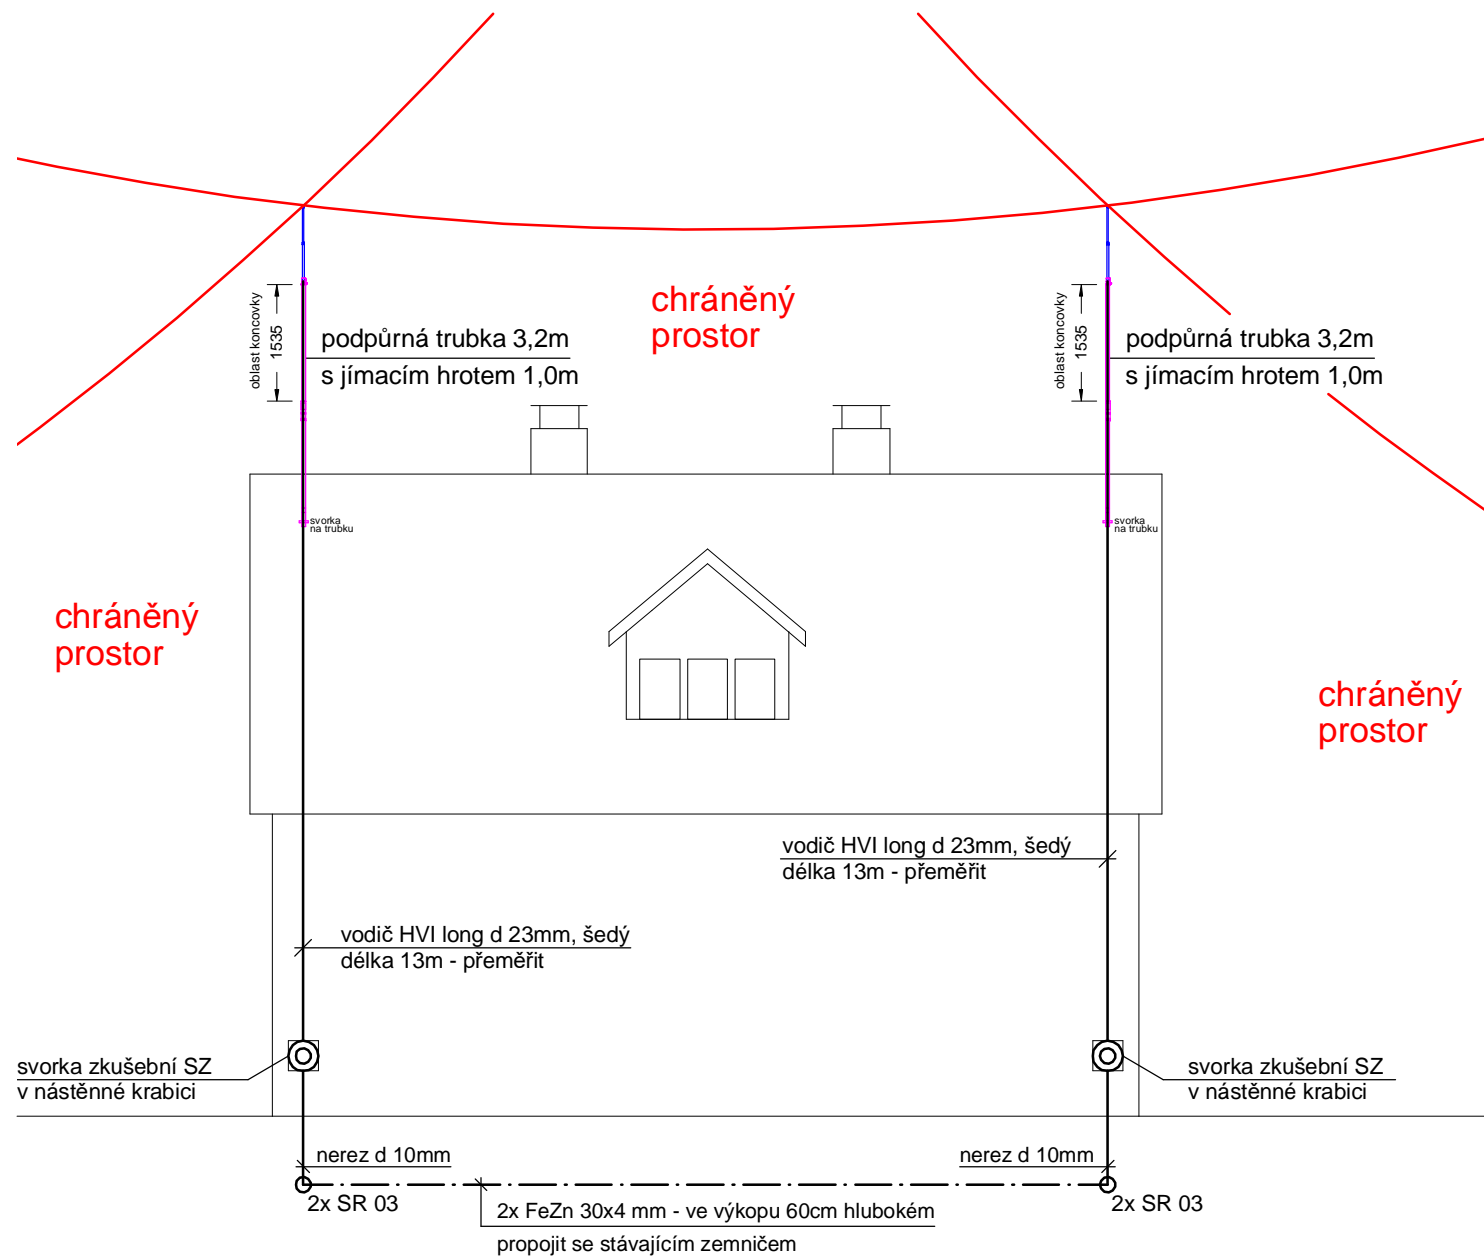 chráněný
prostor
oblast koncovky
1535
podpůrná trubka 3,2m
s jímacím hrotem 1,0m
oblast koncovky
1535
podpůrná trubka 3,2m
s jímacím hrotem 1,0m
svorka
na trubku
svorka
na trubku
chráněný
prostor
chráněný
prostor
vodič HVI long d 23mm, šedý
délka 13m - přeměřit
vodič HVI long d 23mm, šedý
délka 13m - přeměřit
svorka zkušební SZ
v nástěnné krabici
svorka zkušební SZ
v nástěnné krabici
nerez d 10mm
nerez d 10mm
2x SR 03
2x SR 03
2x FeZn 30x4 mm - ve výkopu 60cm hlubokém
propojit se stávajícím zemničem